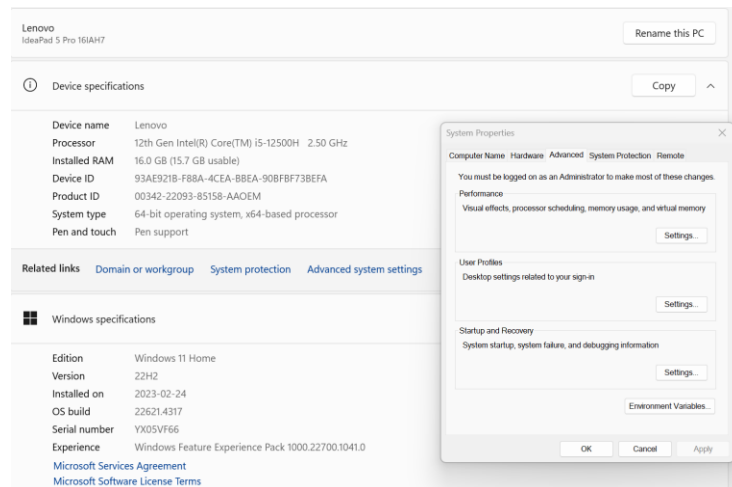 Lenovo
IdeaPad 5 Pro 16IAH7
Rename this PC
Device specifications
Copy
Device name Lenovo
Processor 12th Gen Intel(R) Core(TM) i5-12500H 2.50 GHz
Installed RAM 16.0 GB (15.7 GB usable)
Device ID 93AE921B-F88A-4CEA-BBEA-90BFBF73BEFA
Product ID 00342-22093-85158-AAOEM
System type 64-bit operating system, x64-based processor
Pen and touch Pen support
Related links Domain or workgroup System protection Advanced system settings
Windows specifications
Edition Windows 11 Home
Version 22H2
Installed on 2023-02-24
OS build 22621.4317
Serial number YX05VF66
Experience Windows Feature Experience Pack 1000.22700.1041.0
Microsoft Services Agreement
Microsoft Software License Terms
System Properties
Computer Name Hardware Advanced System Protection Remote
You must be logged on as an Administrator to make most of these changes.
Performance
Visual effects, processor scheduling, memory usage, and virtual memory
Settings...
User Profiles
Desktop settings related to your sign-in
Settings...
Startup and Recovery
System startup, system failure, and debugging information
Settings...
Environment Variables...
OK Cancel Apply